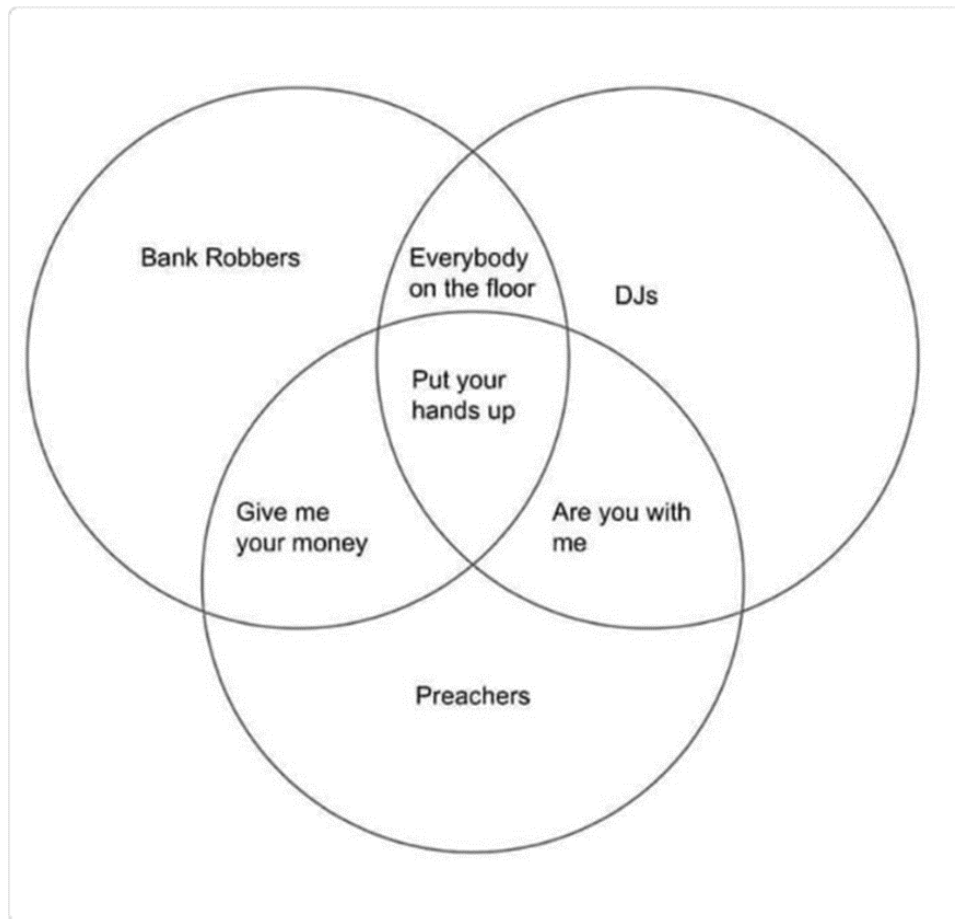 Bank Robbers
Everybody
on the floor
DJs
Put your
hands up
Give me
your money
Are you with
me
Preachers